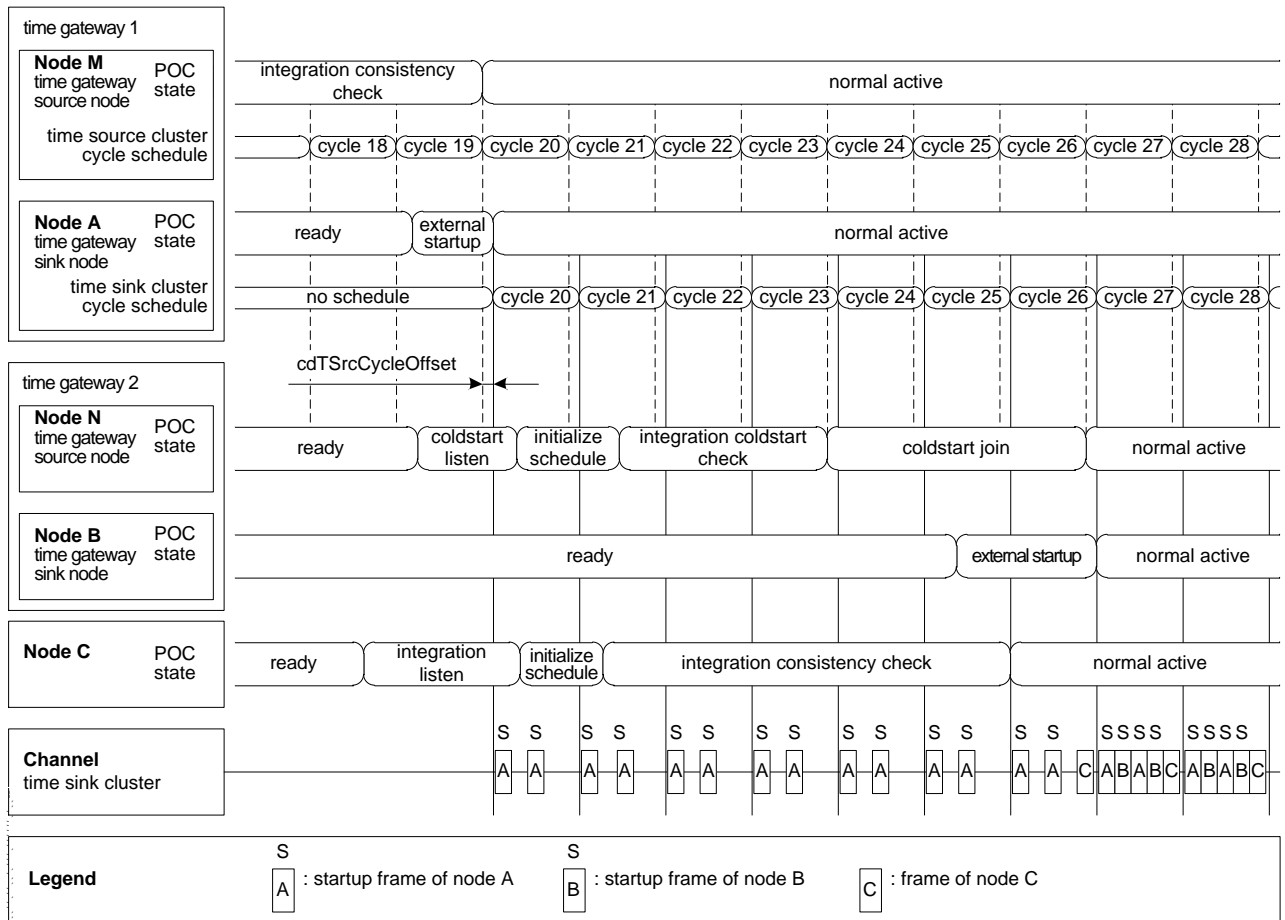 time gateway 1
Node M
time gateway
source node
POC
state
integration consistency
check
normal active
time source cluster
cycle schedule
cycle 18
cycle 19
cycle 20
cycle 21
cycle 22
cycle 23
cycle 24
cycle 25
cycle 26
cycle 27
cycle 28
Node A
time gateway
sink node
POC
state
ready
external
startup
normal active
time sink cluster
cycle schedule
no schedule
cycle 20
cycle 21
cycle 22
cycle 23
cycle 24
cycle 25
cycle 26
cycle 27
cycle 28
cdTSrcCycleOffset
time gateway 2
Node N
time gateway
source node
POC
state
ready
coldstart
listen
initialize
schedule
integration coldstart
check
coldstart join
normal active
Node B
time gateway
sink node
POC
state
ready
external startup
normal active
Node C
POC
state
ready
integration
listen
initialize
schedule
integration consistency check
normal active
S S S S S S S S S S S S S S S S S S S S S S
Channel
time sink cluster
A A A A A A A A A A A A A A C A B A B C A B A B C
Legend
S
A : startup frame of node A
S
B : startup frame of node B
C : frame of node C